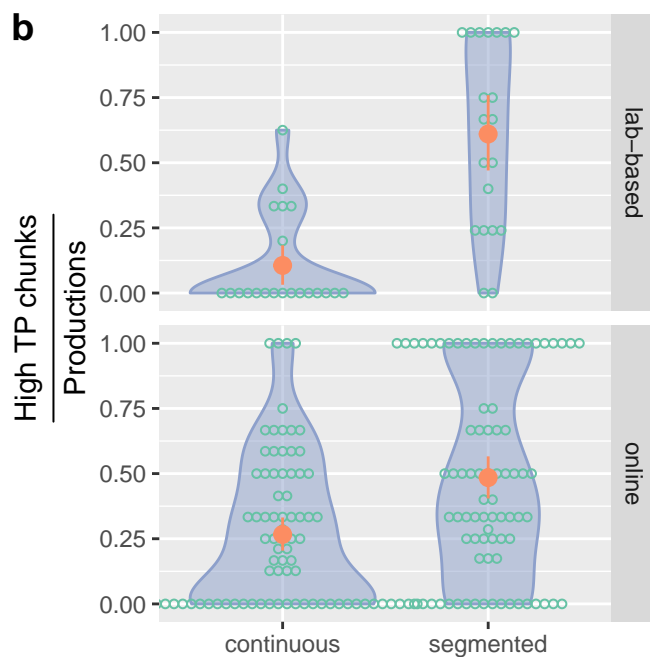 b
High TP chunks
Productions
1.00
0.75
0.50
0.25
0.00
lab−based
1.00
0.75
0.50
0.25
0.00
online
continuous segmented